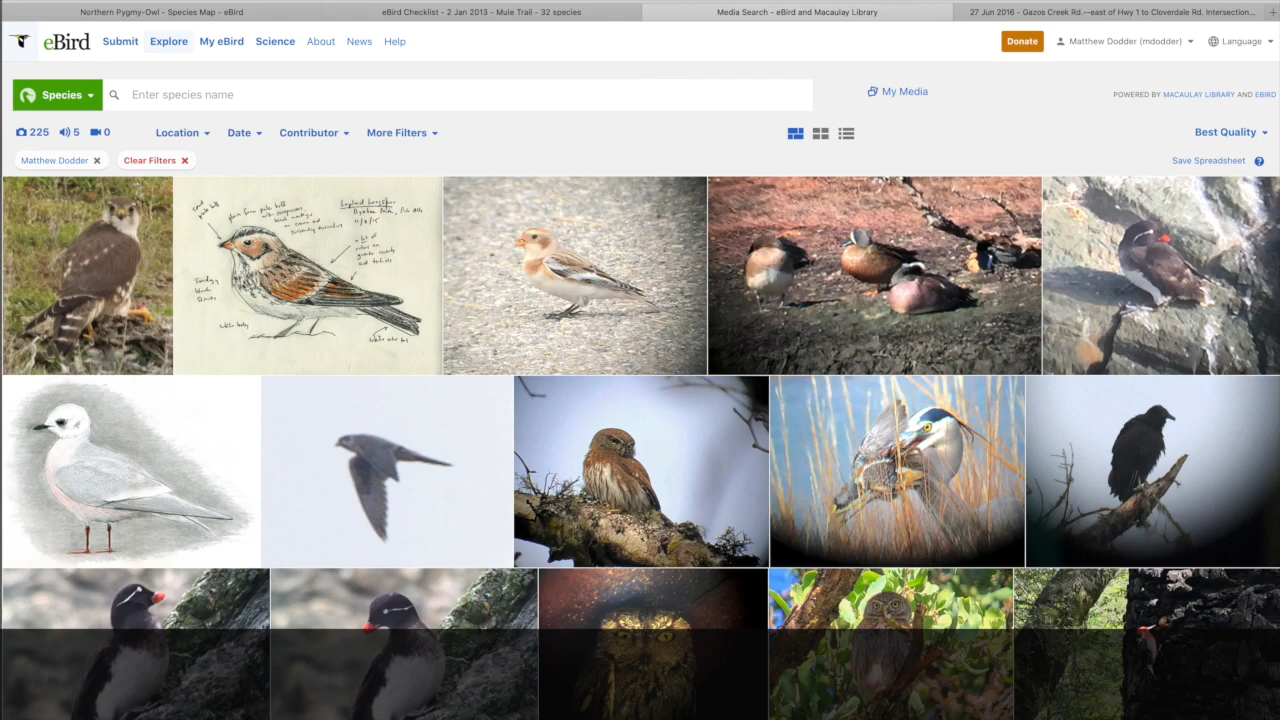 Northern Pygmy-Owl - Species Map - eBird
eBird Checklist - 2 Jan 2013 - Mule Trail - 32 species
Media Search - eBird and Macaulay Library
27 Jun 2016 - Gazos Creek Rd.--east of Hwy 1 to Cloverdale Rd. Intersection...
eBird
Submit
Explore
My eBird
Science
About
News
Help
Donate
Matthew Dodder (mdodder)
Language
Species
Enter species name
My Media
POWERED BY MACAULAY LIBRARY AND EBIRD
225
5
0
Location
Date
Contributor
More Filters
Best Quality
Matthew Dodder
Clear Filters
Save Spreadsheet
?
Lapland Longspur